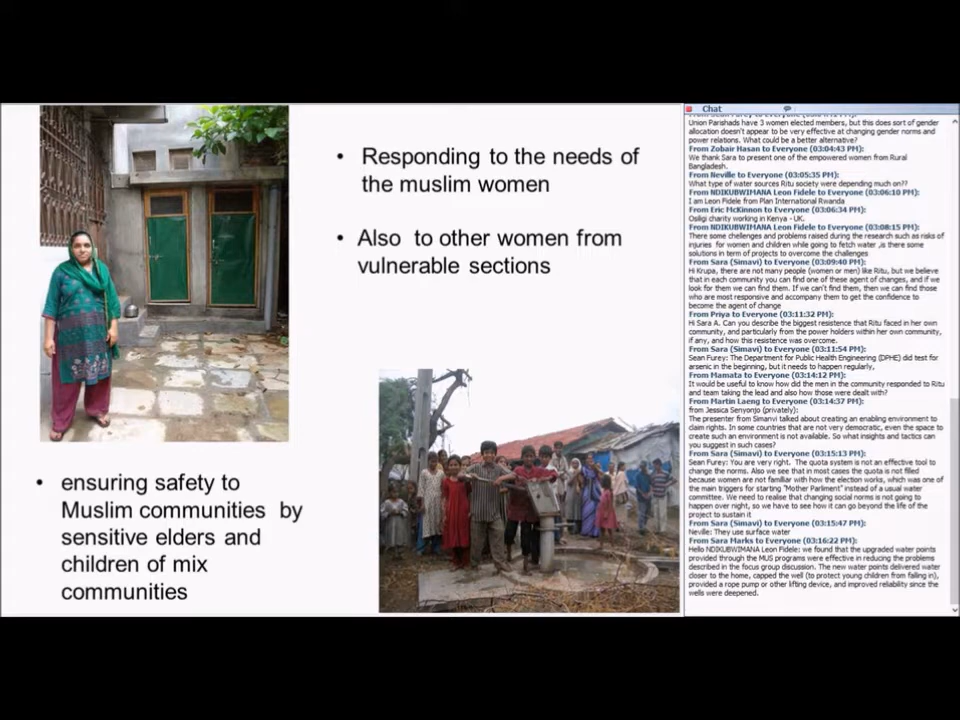 • Responding to the needs of
the muslim women
• Also to other women from
vulnerable sections
• ensuring safety to
Muslim communities by
sensitive elders and
children of mix
communities
Chat
Union Parishads have 3 women elected members, but this does sort of gender
allocation doesn't appear to be very effective at changing gender norms and
power relations. What could be a better alternative?
From Zobair Hasan to Everyone (03:04:43 PM):
We thank Sara to present one of the empowered women from Rural
Bangladesh.
From Neville to Everyone (03:05:35 PM):
What type of water sources Ritu society were depending much on??
From NDIKUBWIMANA Leon Fidele to Everyone (03:06:10 PM):
I am Leon Fidele from Plan International Rwanda
From Eric McKinnon to Everyone (03:06:34 PM):
Osiligi charity working in Kenya - UK.
From NDIKUBWIMANA Leon Fidele to Everyone (03:08:15 PM):
There some chellenges and problems raised during the research such as risks of
injuries for women and children while going to fetch water ,is there some
solutions in term of projects to overcome the challenges
From Sara (Simavi) to Everyone (03:09:40 PM):
Hi Krupa, there are not many people (women or men) like Ritu, but we believe
that in each community you can find one of these agent of changes, and if we
look for them we can find them. If we can't find them, then we can find those
who are most responsive and accompany them to get the confidence to
become the agent of change
From Priya to Everyone (03:11:32 PM):
Hi Sara A. Can you describe the biggest resistence that Ritu faced in her own
community, and particularly from the power holders within her own community,
if any, and how this resistence was overcome.
From Sara (Simavi) to Everyone (03:11:54 PM):
Sean Furey: The Department for Public Health Engineering (DPHE) did test for
arsenic in the beginning, but it needs to happen regularly,
From Mamata to Everyone (03:14:12 PM):
It would be useful to know how did the men in the community responded to Ritu
and team taking the lead and also how those were dealt with?
From Martin Laeng to Everyone (03:14:37 PM):
from Jessica Senyonjo (privately):
The presenter from Simanvi talked about creating an enabling environment to
claim rights. In some countries that are not very democratic, even the space to
create such an environment is not available. So what insights and tactics can
you suggest in such cases?
From Sara (Simavi) to Everyone (03:15:13 PM):
Sean Furey: You are very right. The quota system is not an effective tool to
change the norms. Also we see that in most cases the quota is not filled
because women are not familiar with how the election works, which was one of
the main triggers for starting "Mother Parliment" instead of a usual water
committee. We need to realise that changing social norms is not going to
happen over night, so we have to see how it can go beyond the life of the
project to sustain it
From Sara (Simavi) to Everyone (03:15:47 PM):
Neville: They use surface water
From Sara Marks to Everyone (03:16:22 PM):
Hello NDIKUBWIMANA Leon Fidele: we found that the upgraded water points
provided through the MUS programs were effective in reducing the problems
described in the focus group discussion. The new water points delivered water
closer to the home, capped the well (to protect young children from falling in),
provided a rope pump or other lifting device, and improved reliability since the
wells were deepened.